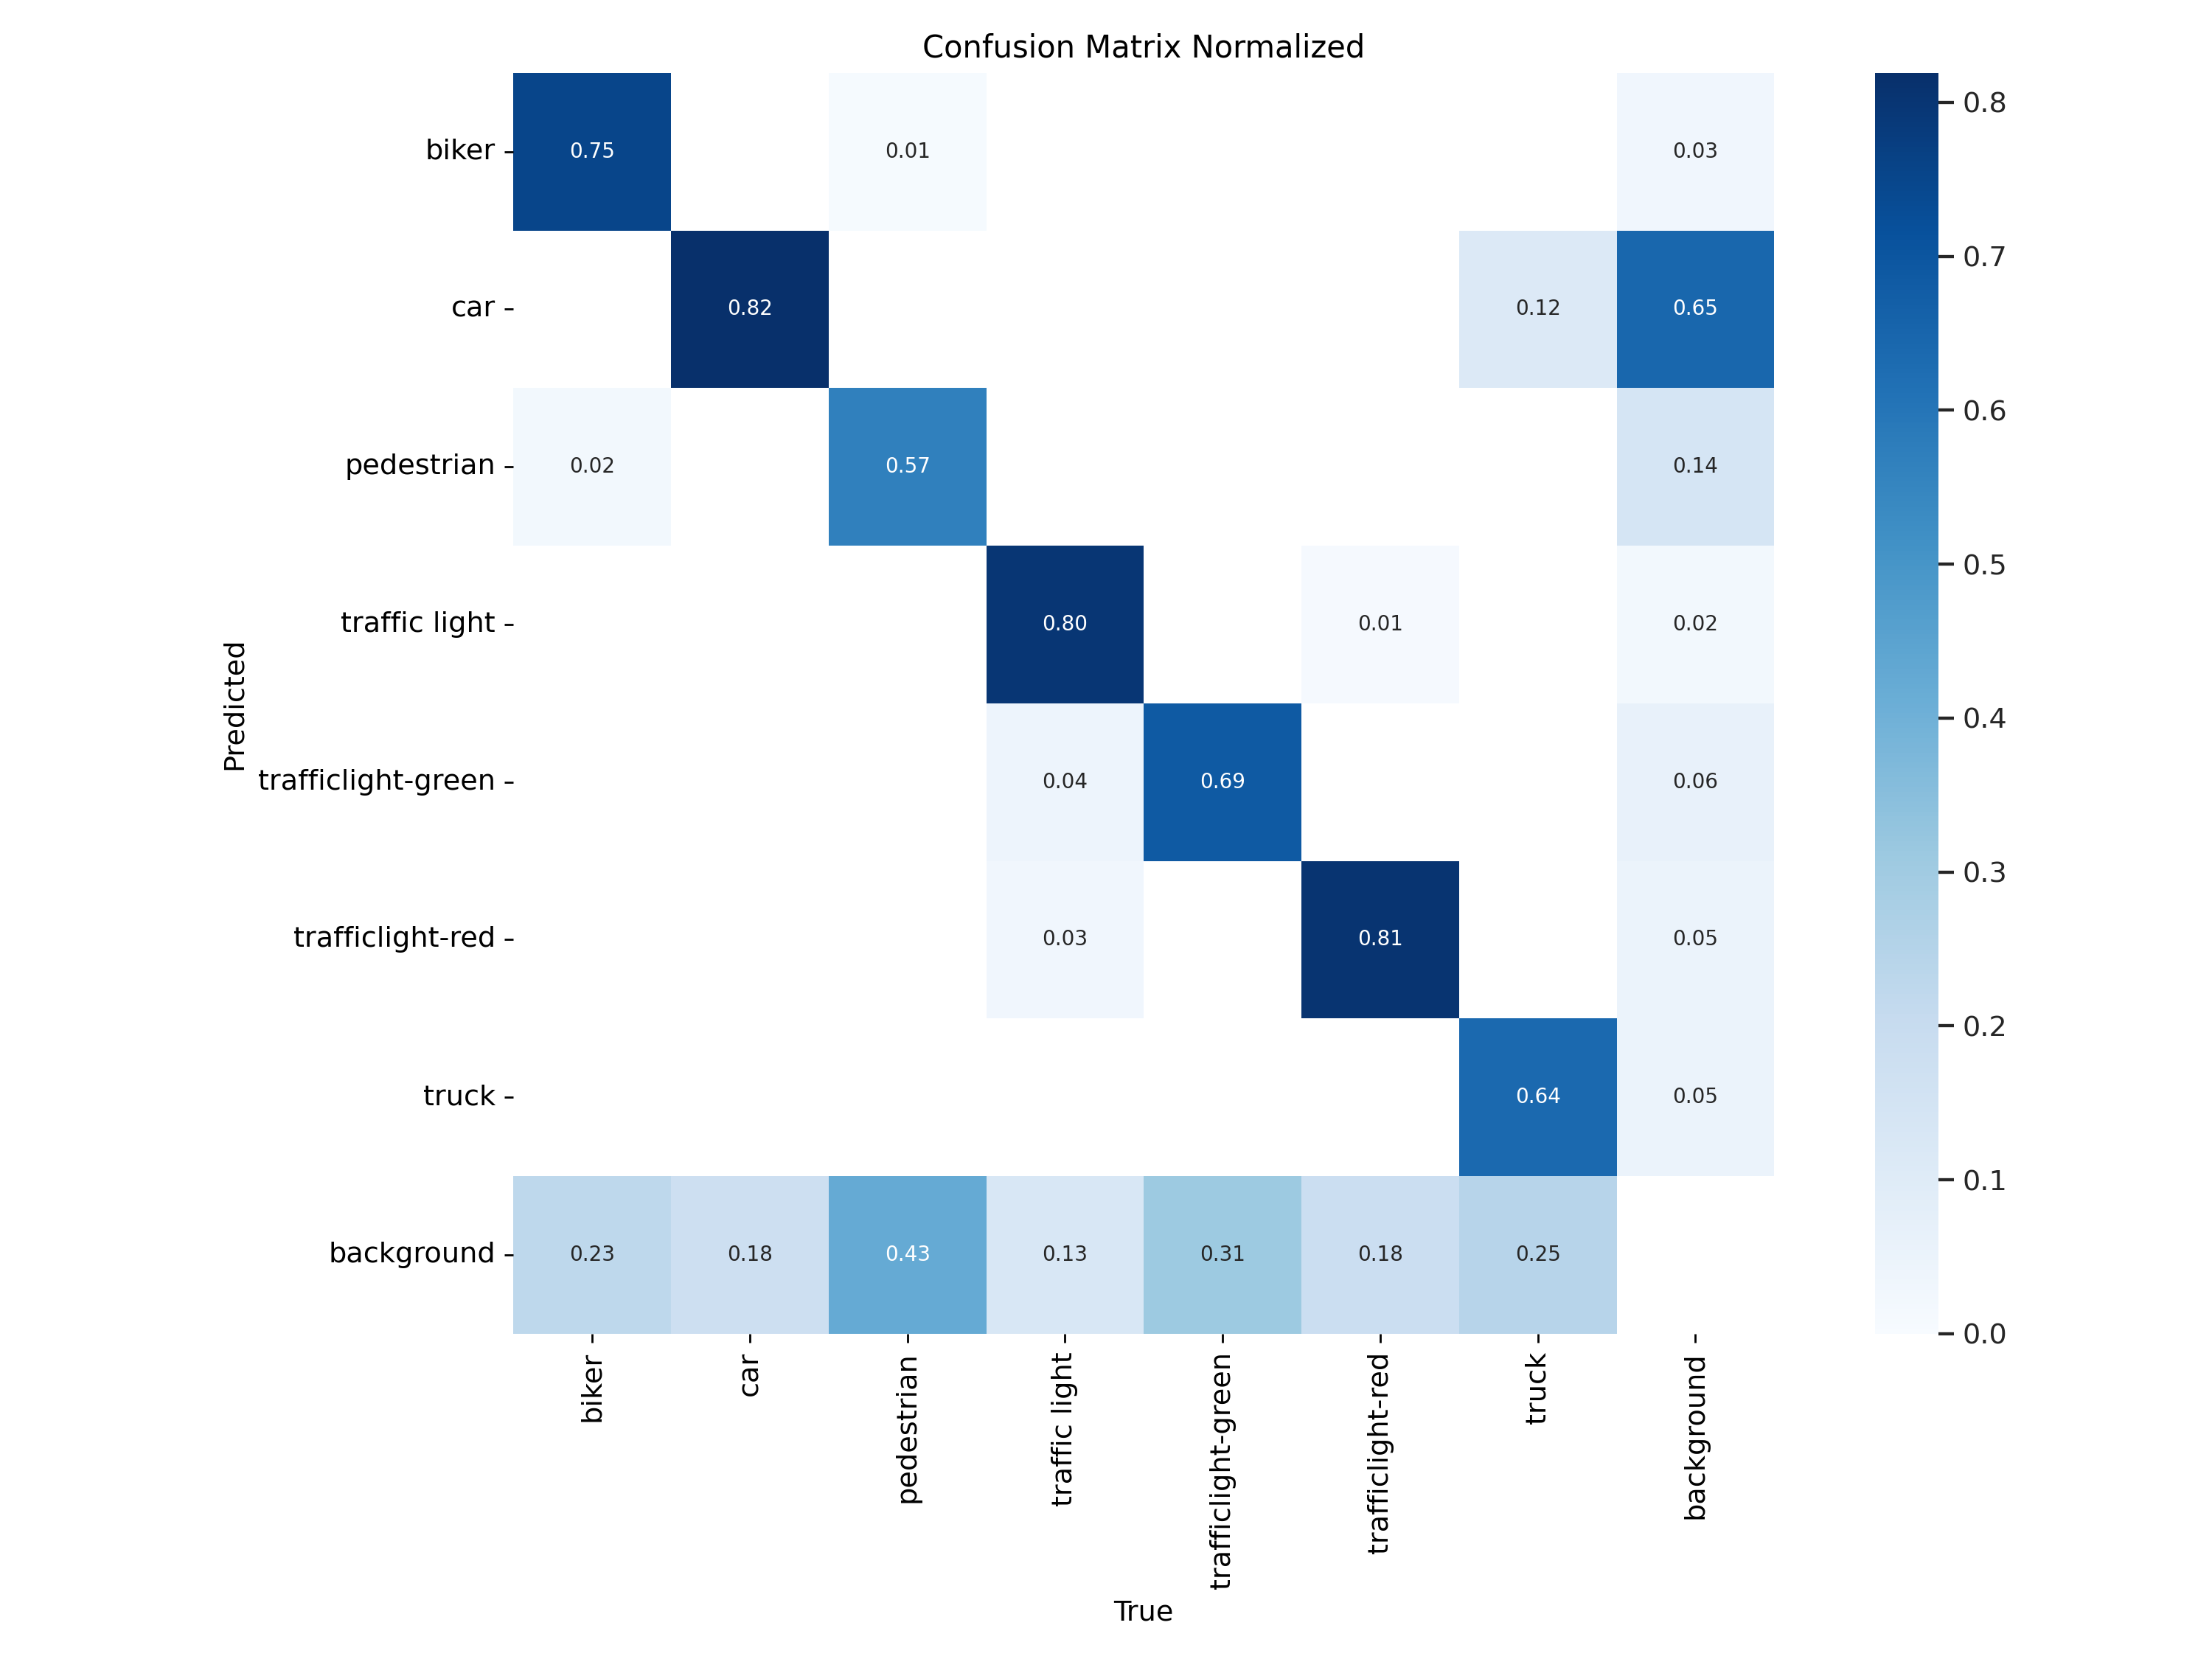 Confusion Matrix Normalized
biker 0.75 0.01 0.03
car 0.82 0.12 0.65
pedestrian 0.02 0.57 0.14
traffic light 0.80 0.01 0.02
trafficlight-green 0.04 0.69 0.06
trafficlight-red 0.03 0.81 0.05
truck 0.64 0.05
background 0.23 0.18 0.43 0.13 0.31 0.18 0.25
Predicted
biker
car
pedestrian
traffic light
trafficlight-green
trafficlight-red
truck
background
True
0.8
0.7
0.6
0.5
0.4
0.3
0.2
0.1
0.0